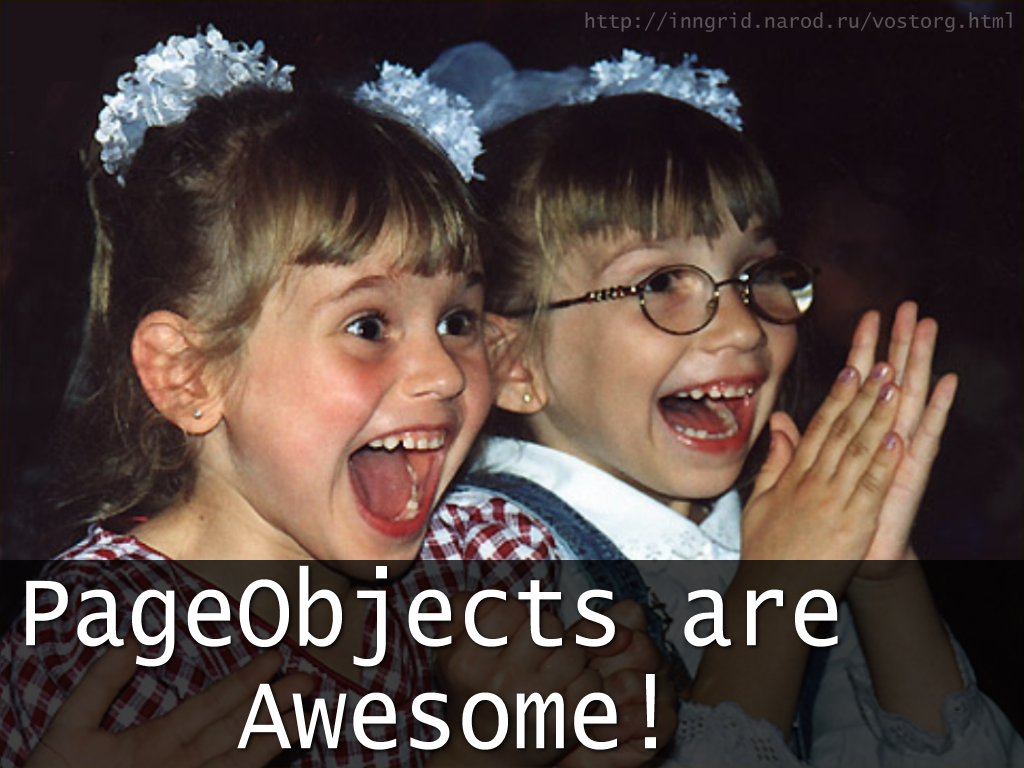 http://inngrid.narod.ru/vostorg.html
PageObjects are
Awesome!